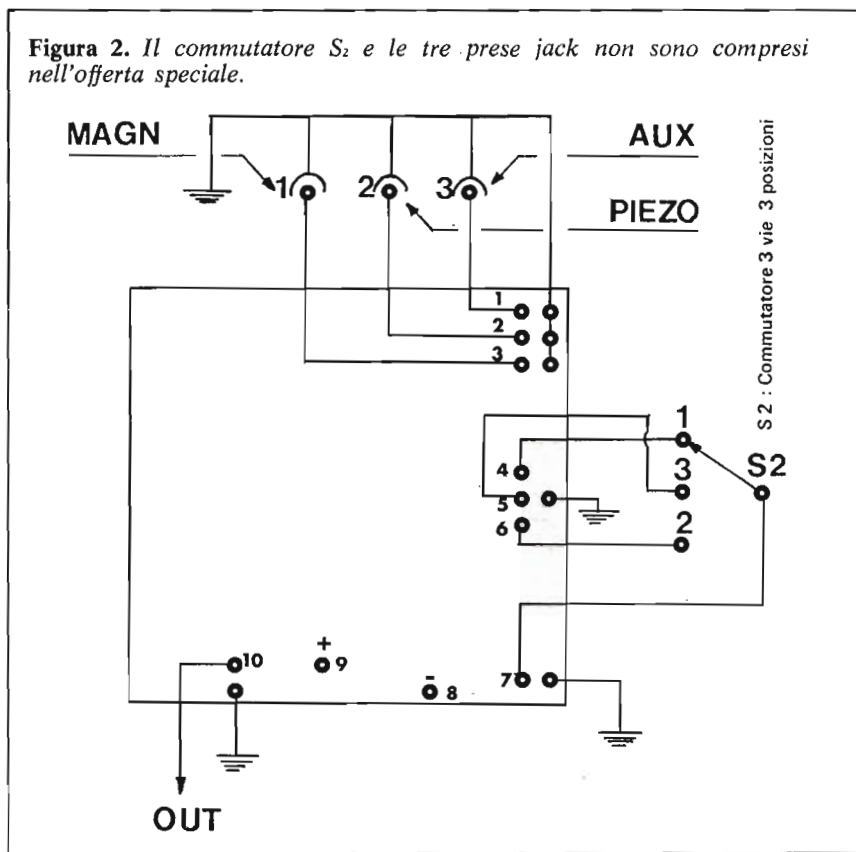 Figura 2. Il commutatore S₂ e le tre prese jack non sono compresi
nell'offerta speciale.
MAGN
AUX
PIEZO
1
2
3
S2 : Commutatore 3 vie 3 posizioni
1
2
3
4
5
6
1
3
2
S2
10
+
9
-
8
7
OUT